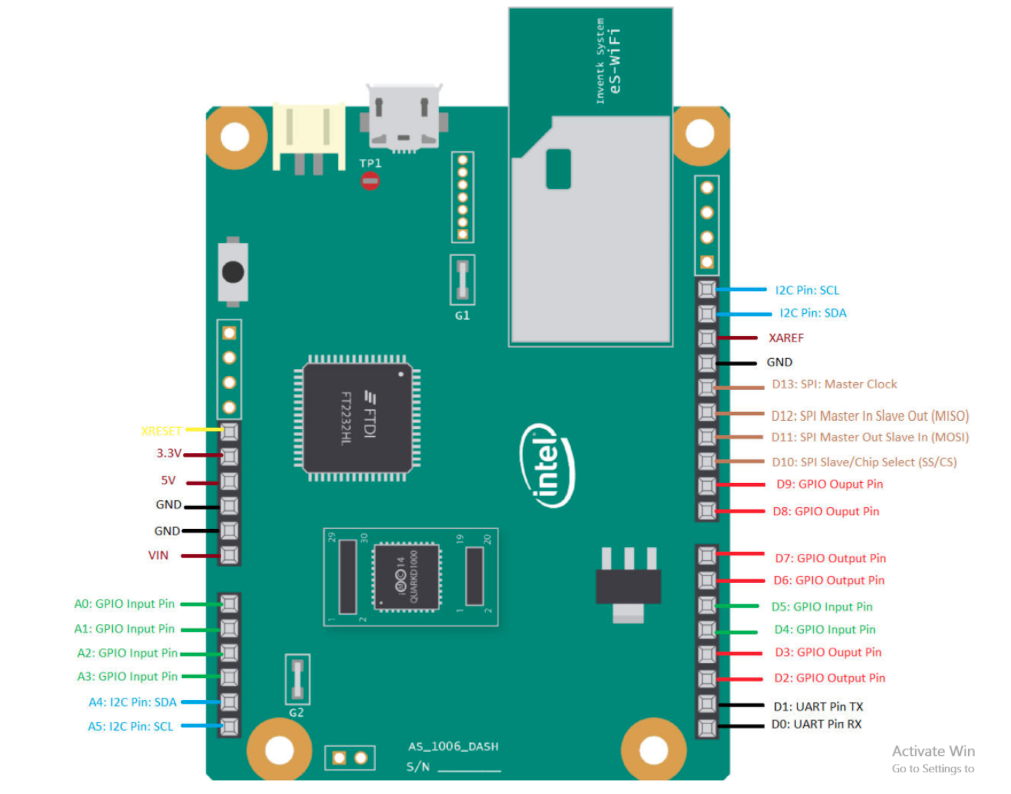 Inventk System
eS-WiFi
TP1
G1
I2C Pin: SCL
I2C Pin: SDA
XAREF
GND
D13: SPI: Master Clock
D12: SPI Master In Slave Out (MISO)
D11: SPI Master Out Slave In (MOSI)
D10: SPI Slave/Chip Select (SS/CS)
D9: GPIO Ouput Pin
D8: GPIO Ouput Pin
FTDI
FT2232HL
intel
XRESET
3.3V
5V
GND
GND
VIN
29
30
19
20
14
QUARKD1000
1
2
1
2
D7: GPIO Output Pin
D6: GPIO Output Pin
D5: GPIO Input Pin
D4: GPIO Input Pin
D3: GPIO Ouput Pin
D2: GPIO Output Pin
D1: UART Pin TX
D0: UART Pin RX
A0: GPIO Input Pin
A1: GPIO Input Pin
A2: GPIO Input Pin
A3: GPIO Input Pin
A4: I2C Pin: SDA
A5: I2C Pin: SCL
G2
AS_1006_DASH
S/N ________
Activate Win
Go to Settings to